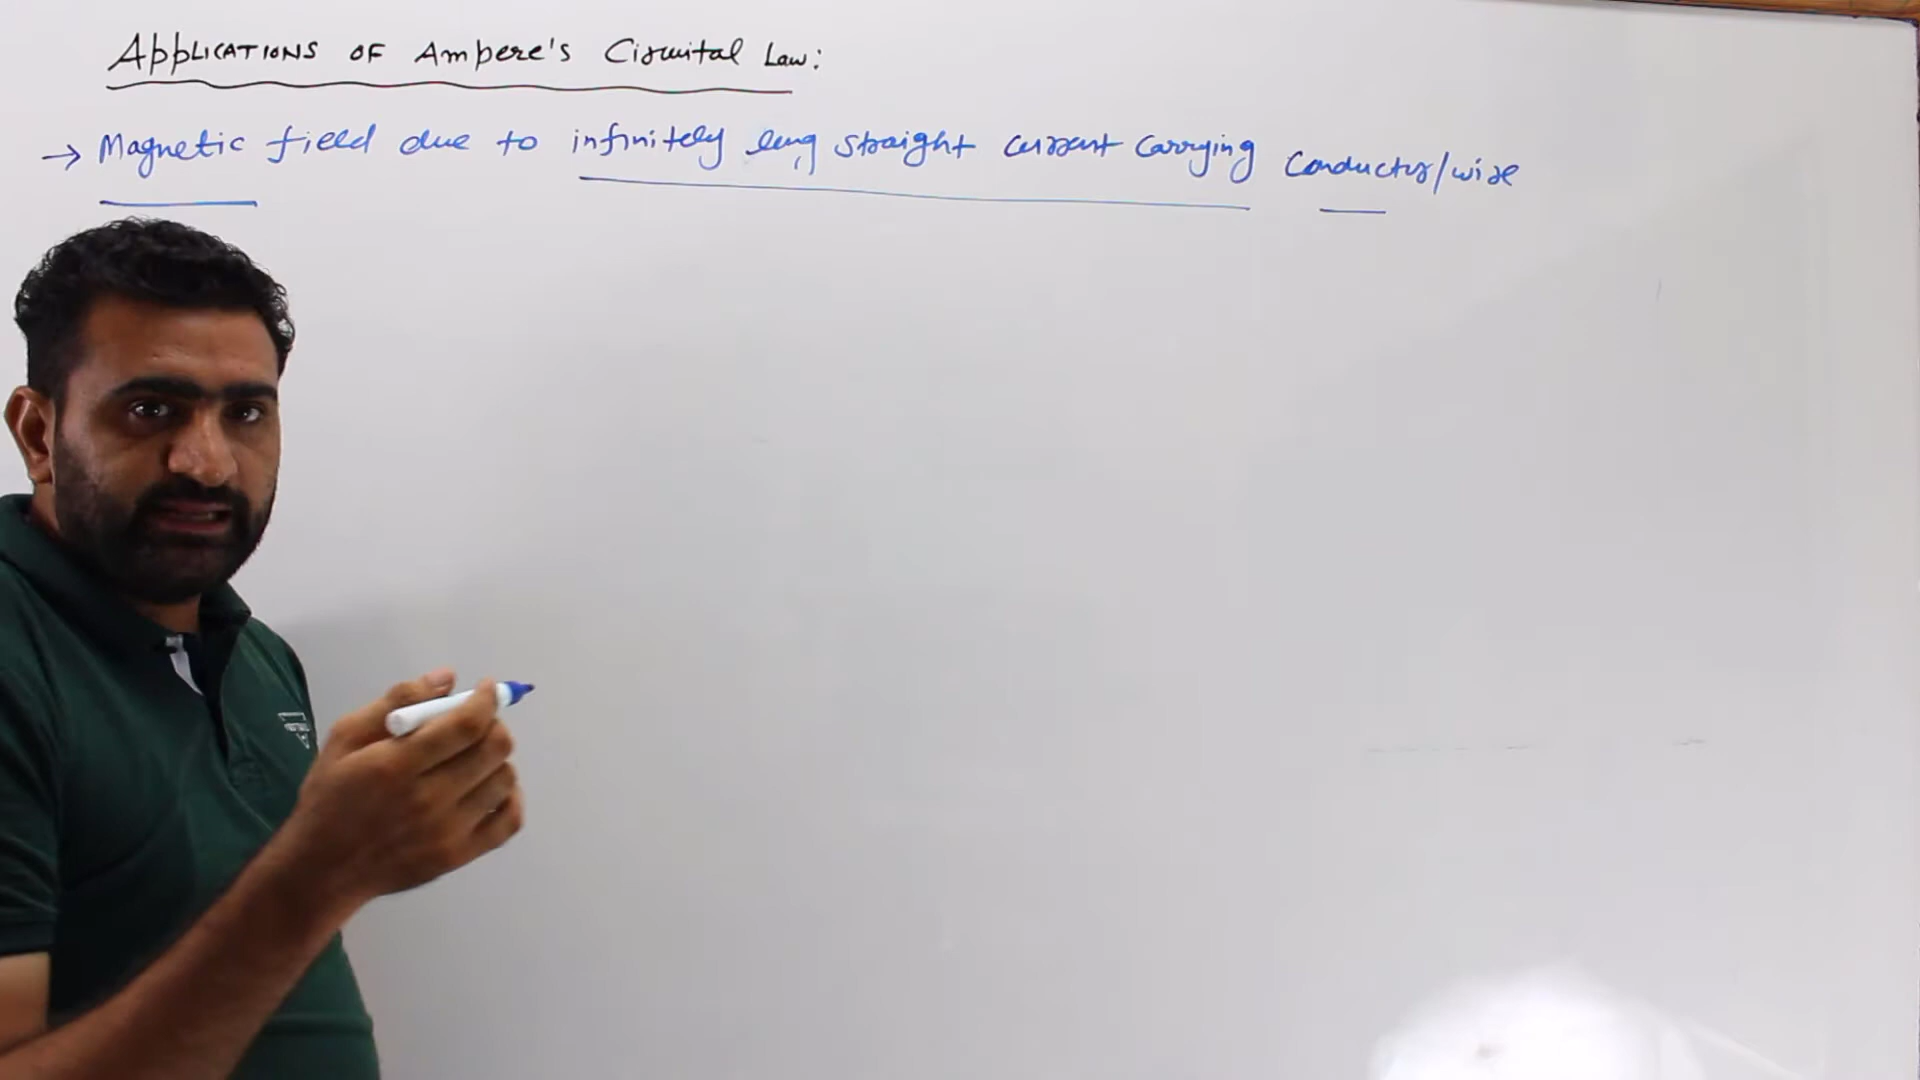 Applications of Ampere's Circuital Law:
→ Magnetic field due to infinitely long straight current carrying conductor/wire